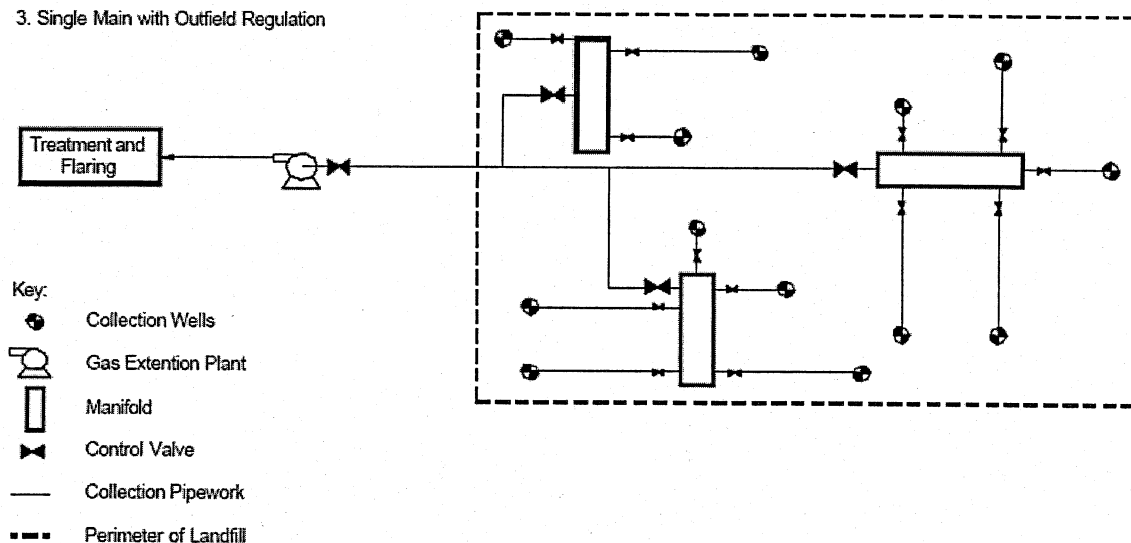 3. Single Main with Outfield Regulation
Treatment and
Flaring
Key:
Collection Wells
Gas Extention Plant
Manifold
Control Valve
Collection Pipework
Perimeter of Landfill